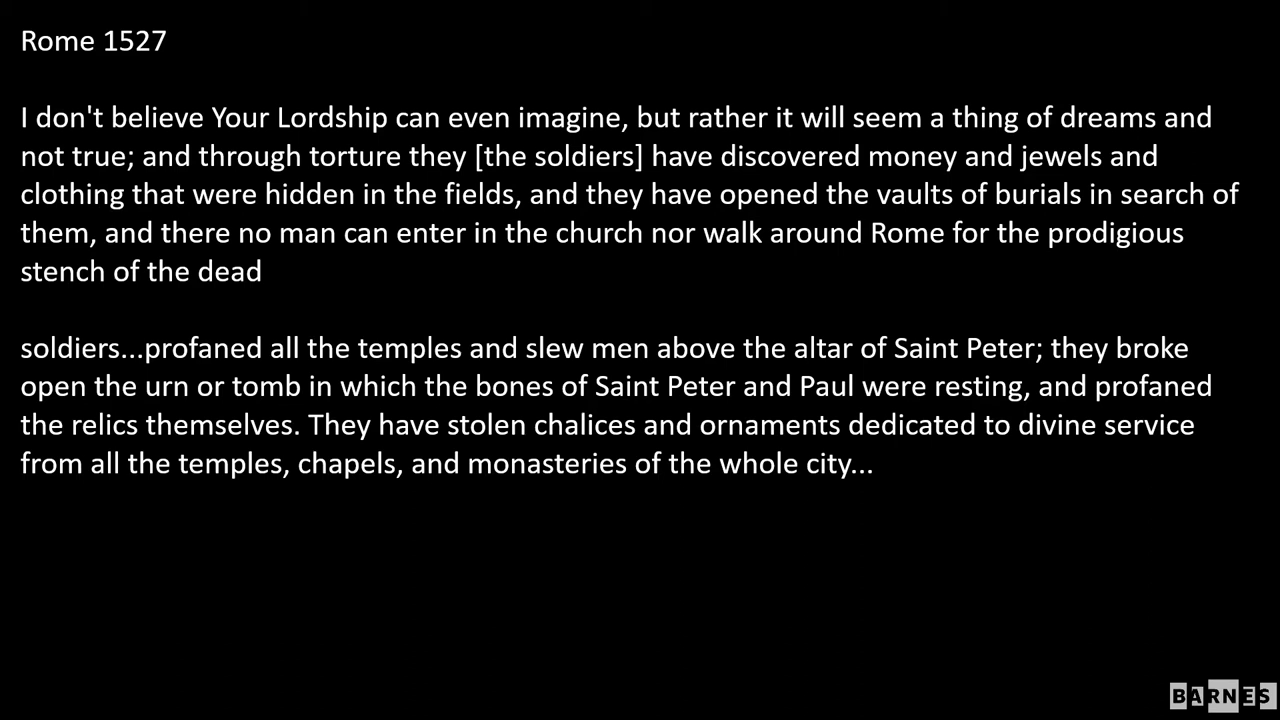 Rome 1527
I don't believe Your Lordship can even imagine, but rather it will seem a thing of dreams and
not true; and through torture they [the soldiers] have discovered money and jewels and
clothing that were hidden in the fields, and they have opened the vaults of burials in search of
them, and there no man can enter in the church nor walk around Rome for the prodigious
stench of the dead
soldiers...profaned all the temples and slew men above the altar of Saint Peter; they broke
open the urn or tomb in which the bones of Saint Peter and Paul were resting, and profaned
the relics themselves. They have stolen chalices and ornaments dedicated to divine service
from all the temples, chapels, and monasteries of the whole city...
BARNES